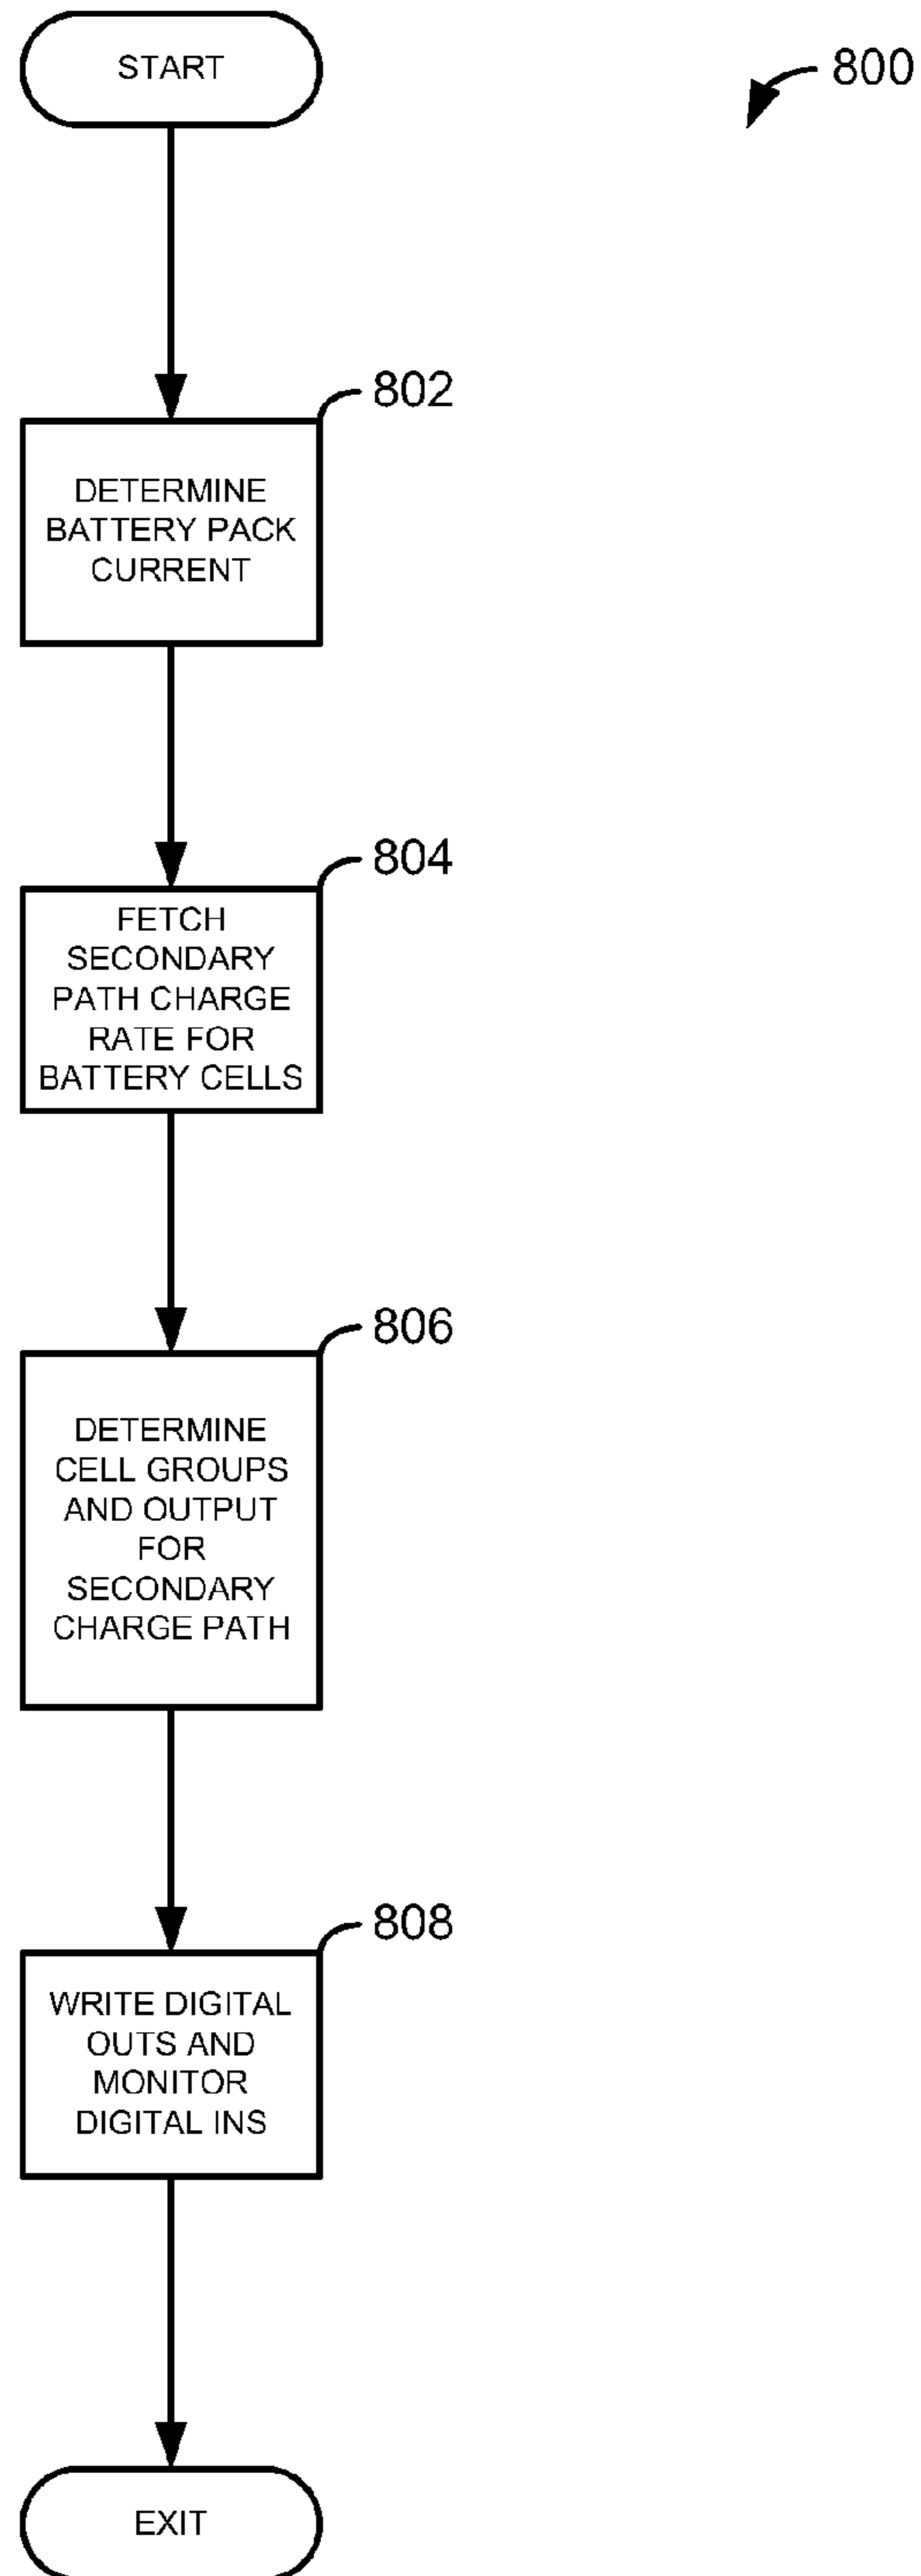 START
800
802
DETERMINE
BATTERY PACK
CURRENT
804
FETCH
SECONDARY
PATH CHARGE
RATE FOR
BATTERY CELLS
806
DETERMINE
CELL GROUPS
AND OUTPUT
FOR
SECONDARY
CHARGE PATH
808
WRITE DIGITAL
OUTS AND
MONITOR
DIGITAL INS
EXIT